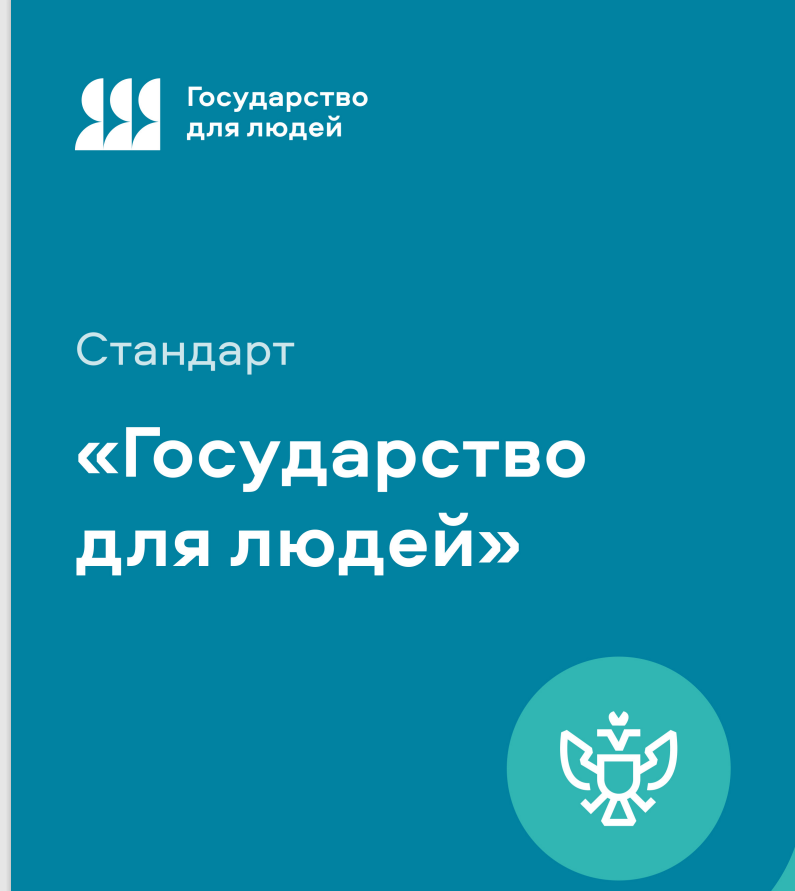 Государство
для людей
Стандарт
«Государство
для людей»